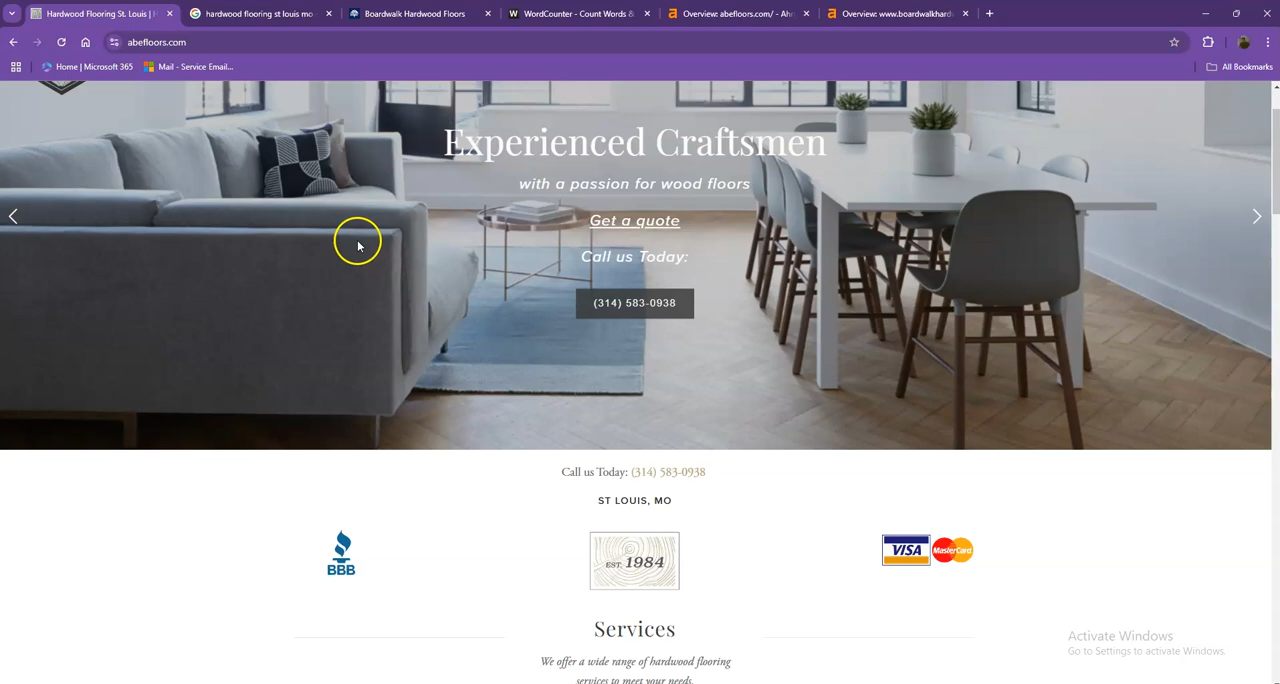 Hardwood Flooring St. Louis | H
hardwood flooring st louis mo
Boardwalk Hardwood Floors
WordCounter - Count Words &
Overview: abefloors.com/ - Ah
Overview: www.boardwalkhard
abefloors.com
Home | Microsoft 365
Mail - Service Email...
All Bookmarks
Experienced Craftsmen
with a passion for wood floors
Get a quote
Call us Today:
(314) 583-0938
Call us Today: (314) 583-0938
ST LOUIS, MO
BBB
EST. 1984
VISA
MasterCard
Services
We offer a wide range of hardwood flooring
services to meet your needs.
Activate Windows
Go to Settings to activate Windows.